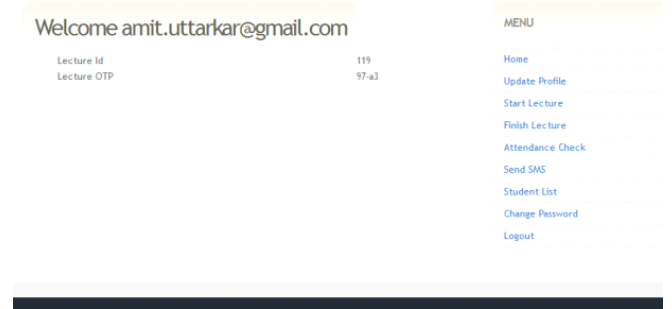 Welcome amit.uttarkar@gmail.com
Lecture Id 119
Lecture OTP 97-a3
MENU
Home
Update Profile
Start Lecture
Finish Lecture
Attendance Check
Send SMS
Student List
Change Password
Logout